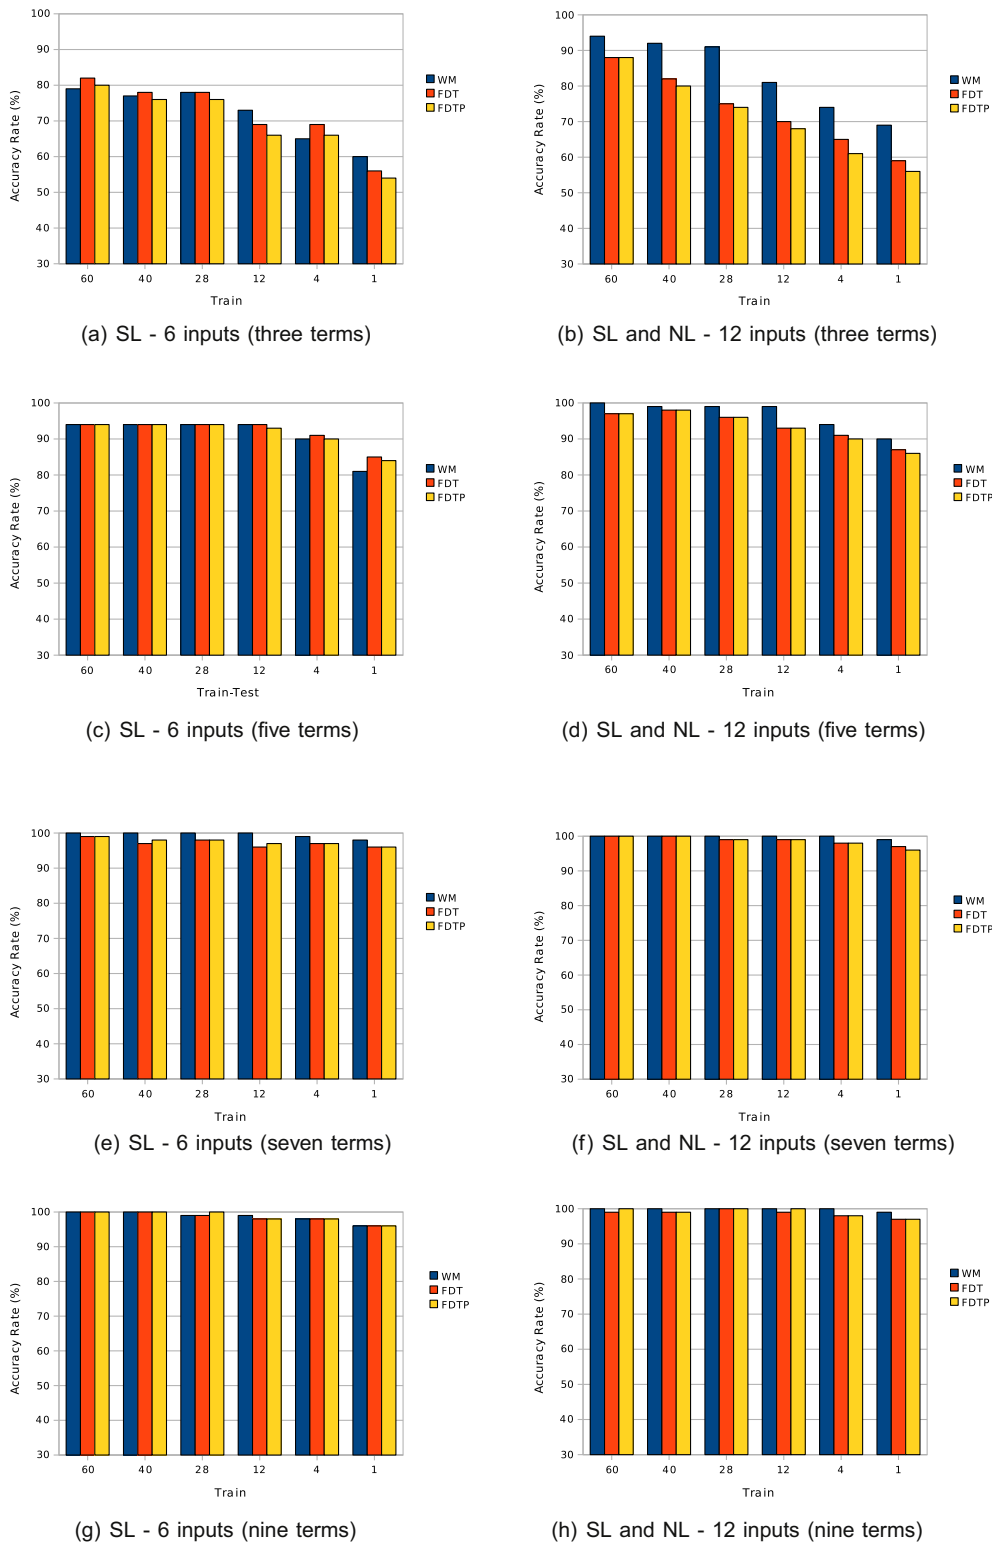 100
90
80
70
60
50
40
30
Accuracy Rate (%)
60 40 28 12 4 1
Train
WM
FDT
FDTP
(a) SL - 6 inputs (three terms)
100
90
80
70
60
50
40
30
Accuracy Rate (%)
60 40 28 12 4 1
Train
WM
FDT
FDTP
(b) SL and NL - 12 inputs (three terms)
100
90
80
70
60
50
40
30
Accuracy Rate (%)
60 40 28 12 4 1
Train-Test
WM
FDT
FDTP
(c) SL - 6 inputs (five terms)
100
90
80
70
60
50
40
30
Accuracy Rate (%)
60 40 28 12 4 1
Train
WM
FDT
FDTP
(d) SL and NL - 12 inputs (five terms)
100
90
80
70
60
50
40
30
Accuracy Rate (%)
60 40 28 12 4 1
Train
WM
FDT
FDTP
(e) SL - 6 inputs (seven terms)
100
90
80
70
60
50
40
30
Accuracy Rate (%)
60 40 28 12 4 1
Train
WM
FDT
FDTP
(f) SL and NL - 12 inputs (seven terms)
100
90
80
70
60
50
40
30
Accuracy Rate (%)
60 40 28 12 4 1
Train
WM
FDT
FDTP
(g) SL - 6 inputs (nine terms)
100
90
80
70
60
50
40
30
Accuracy Rate (%)
60 40 28 12 4 1
Train
WM
FDT
FDTP
(h) SL and NL - 12 inputs (nine terms)